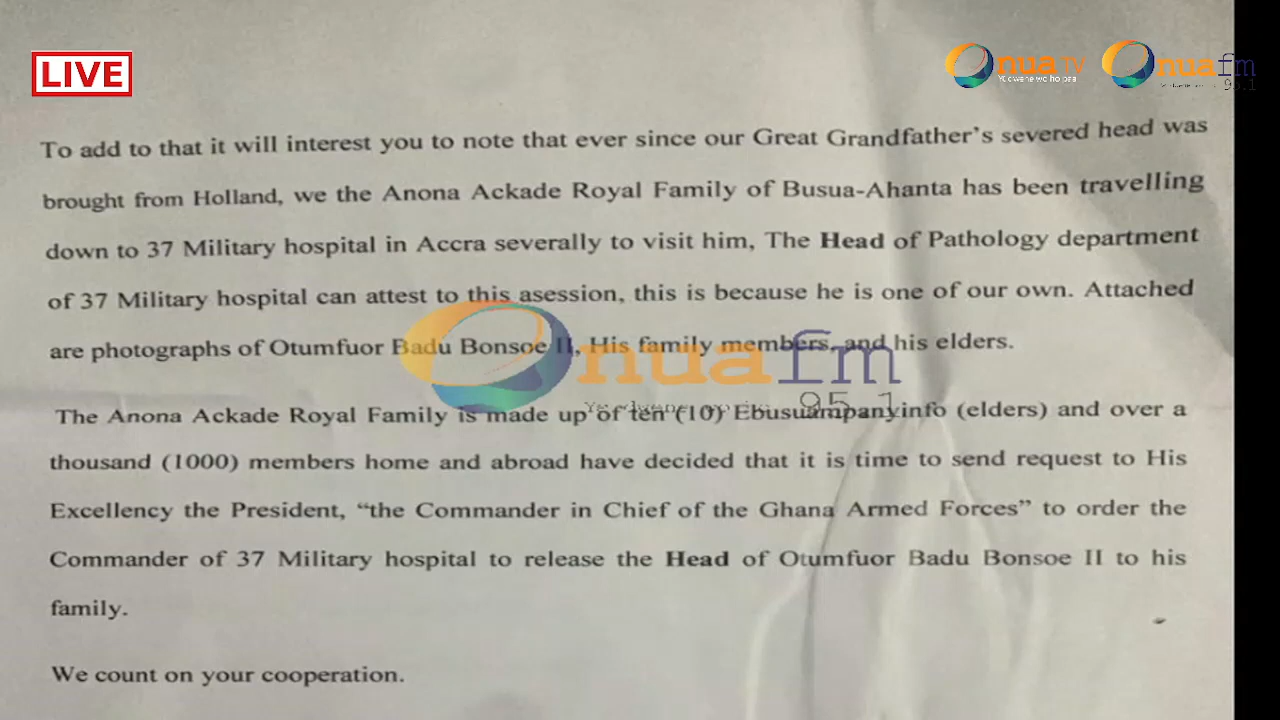 LIVE
Onua TV
Onua fm
95.1
To add to that it will interest you to note that ever since our Great Grandfather's severed head was
brought from Holland, we the Anona Ackade Royal Family of Busua-Ahanta has been travelling
down to 37 Military hospital in Accra severally to visit him, The Head of Pathology department
of 37 Military hospital can attest to this asession, this is because he is one of our own. Attached
are photographs of Otumfuor Badu Bonsoe II, His family members, and his elders.
Onua fm
95.1
The Anona Ackade Royal Family is made up of ten (10) Ebusuampanyinfo (elders) and over a
thousand (1000) members home and abroad have decided that it is time to send request to His
Excellency the President, “the Commander in Chief of the Ghana Armed Forces” to order the
Commander of 37 Military hospital to release the Head of Otumfuor Badu Bonsoe II to his
family.
We count on your cooperation.